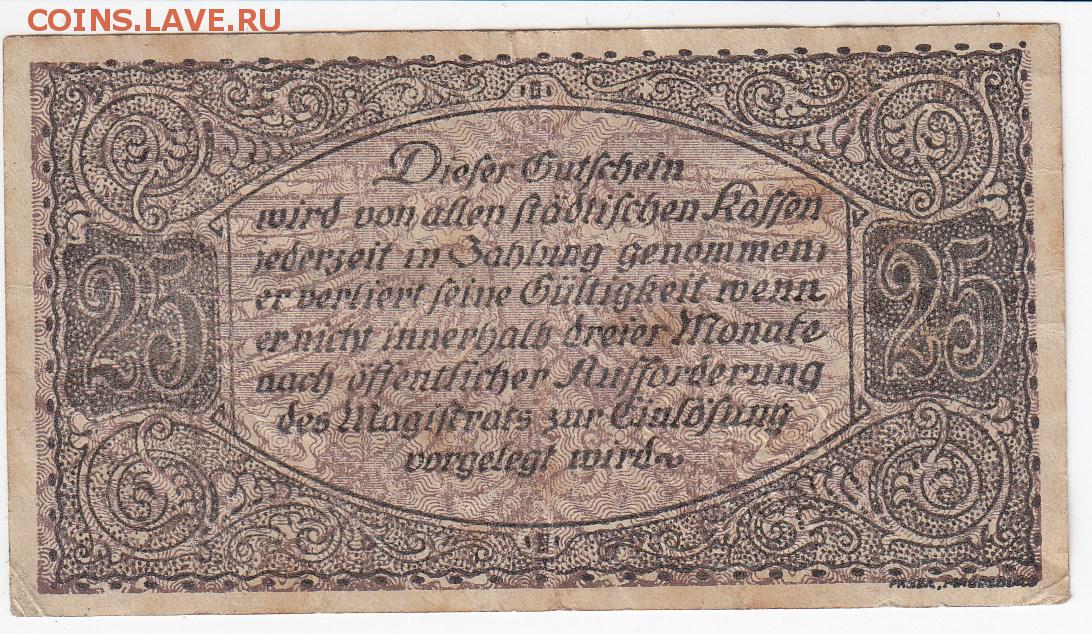 COINS.LAVE.RU
Dieser Gutschein
wird von allen städtischen Kassen
jederzeit in Zahlung genommen,
er verliert seine Gültigkeit wenn
er nicht innerhalb dreier Monate
nach öffentlicher Aufforderung
des Magistrats zur Einlösung
vorgelegt wird
25
25
MAGDEBURG